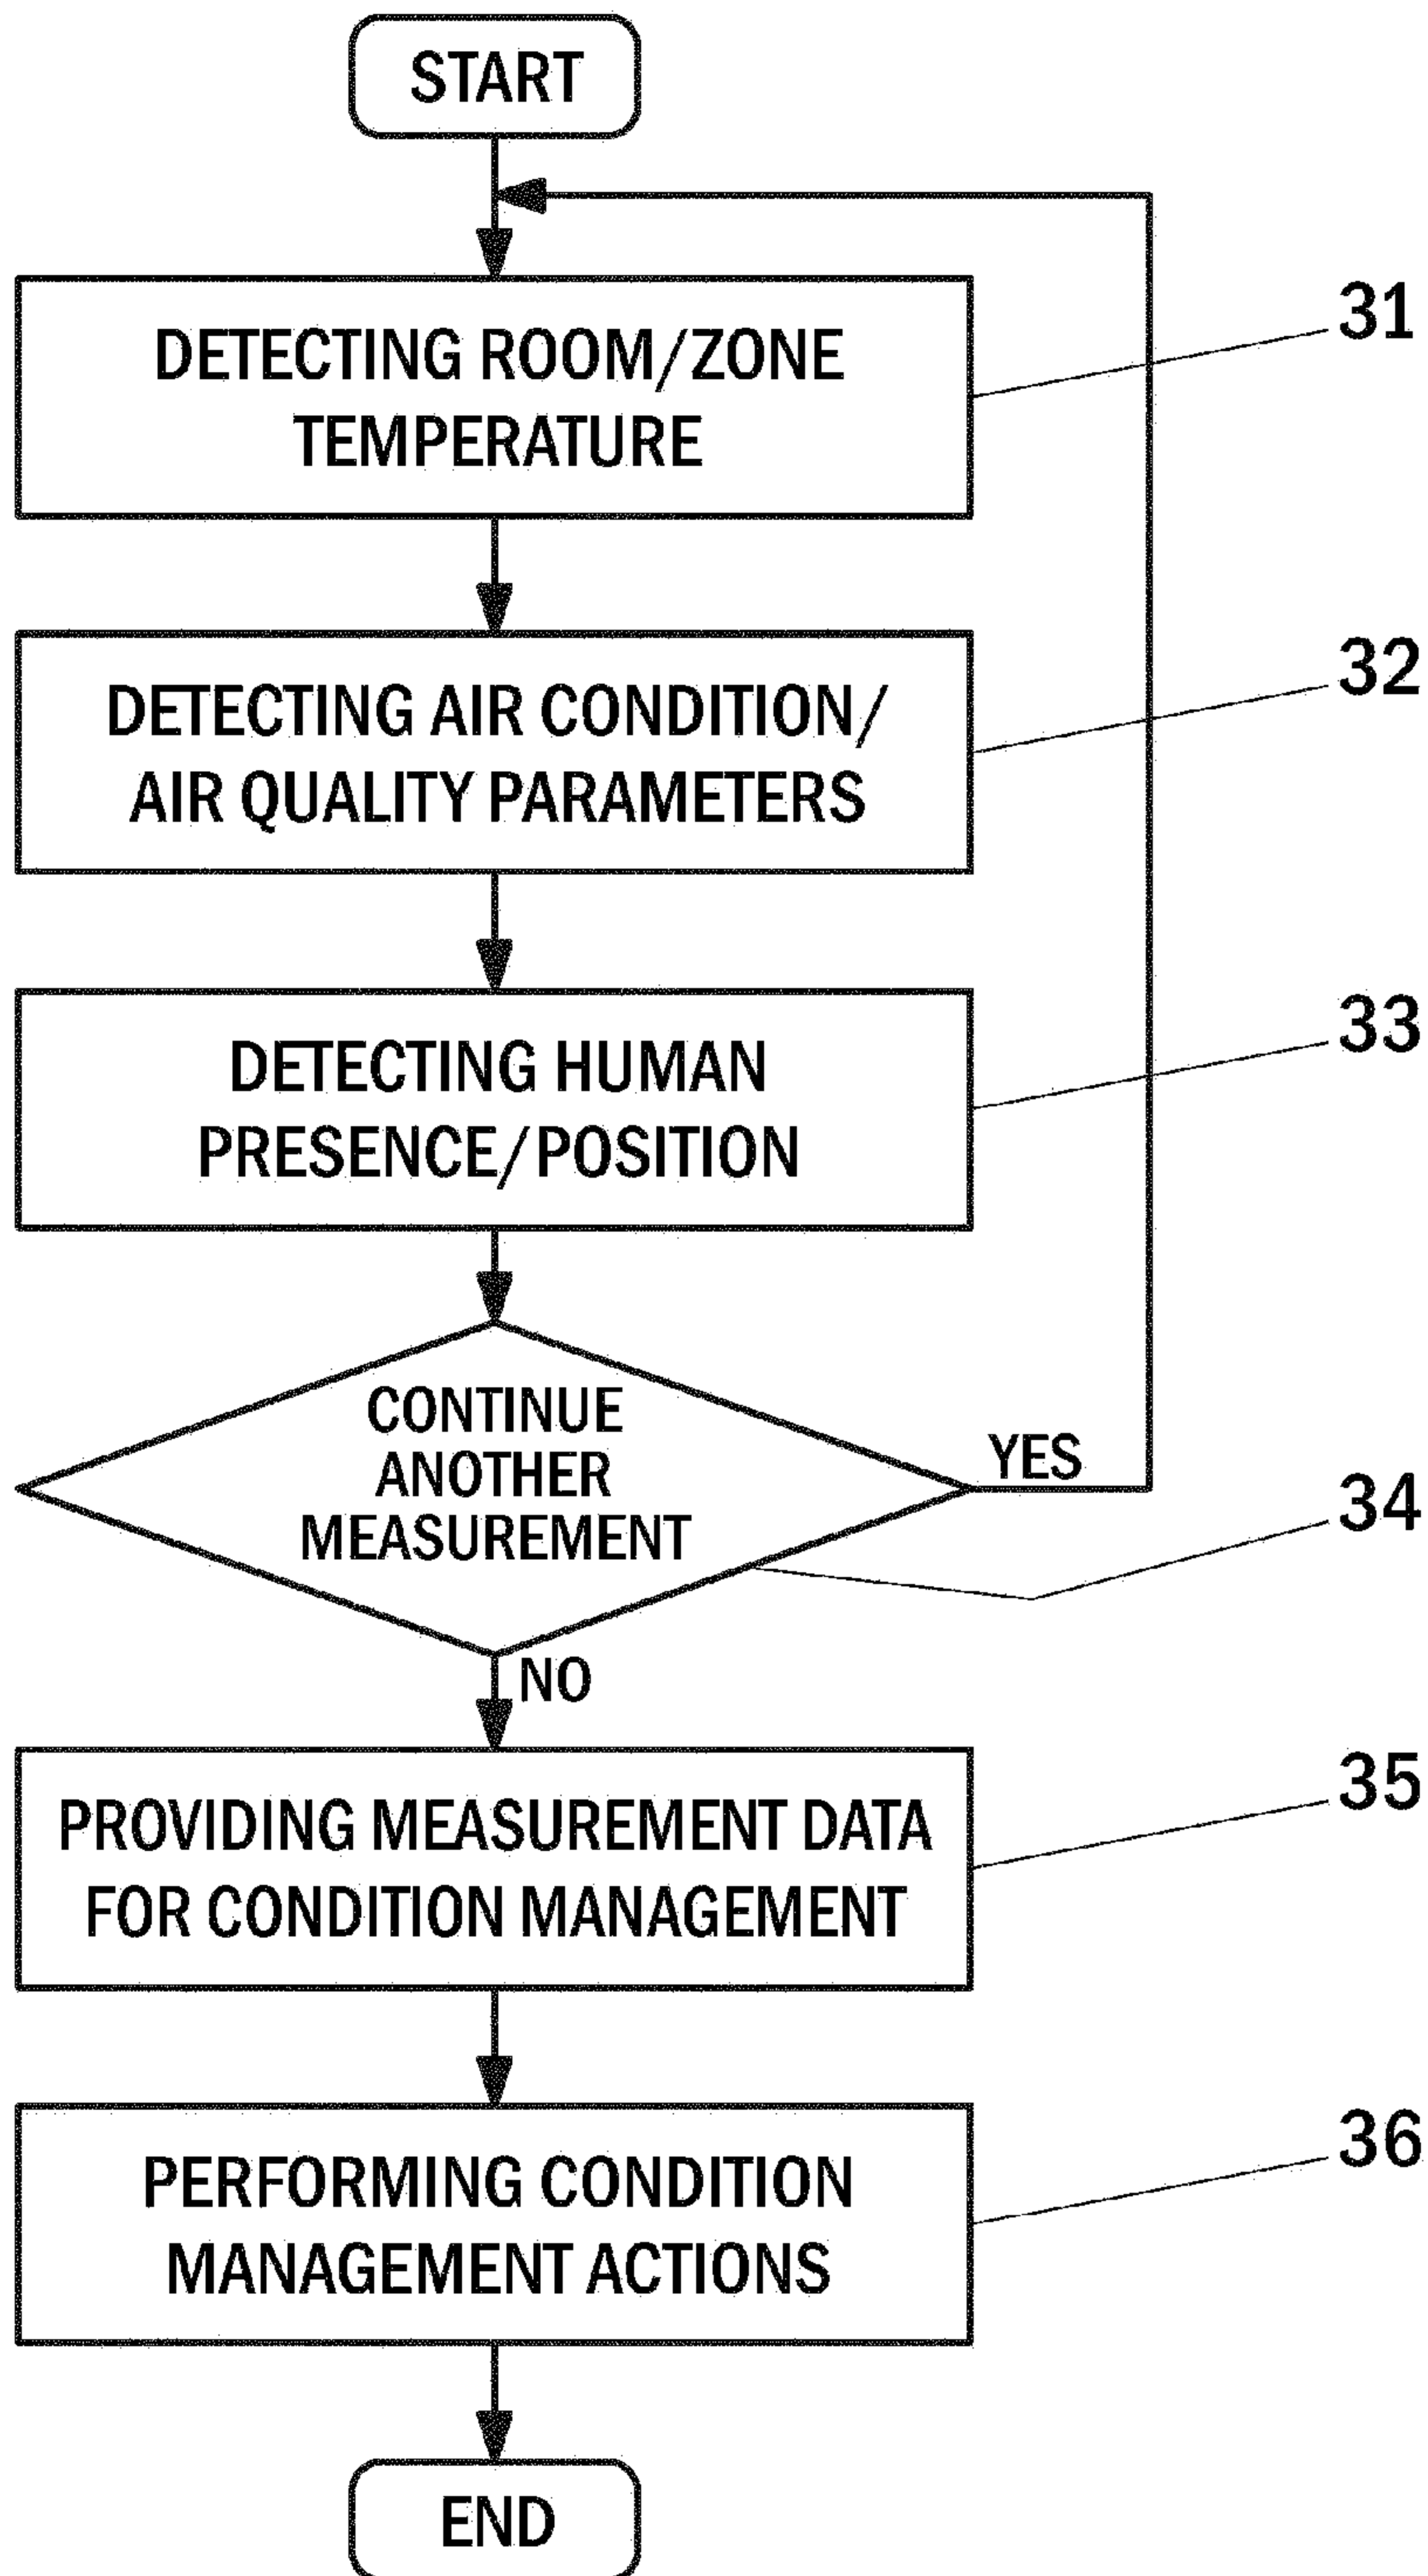 START
DETECTING ROOM/ZONE
TEMPERATURE
31
DETECTING AIR CONDITION/
AIR QUALITY PARAMETERS
32
DETECTING HUMAN
PRESENCE/POSITION
33
CONTINUE
ANOTHER
MEASUREMENT
YES
34
NO
PROVIDING MEASUREMENT DATA
FOR CONDITION MANAGEMENT
35
PERFORMING CONDITION
MANAGEMENT ACTIONS
36
END